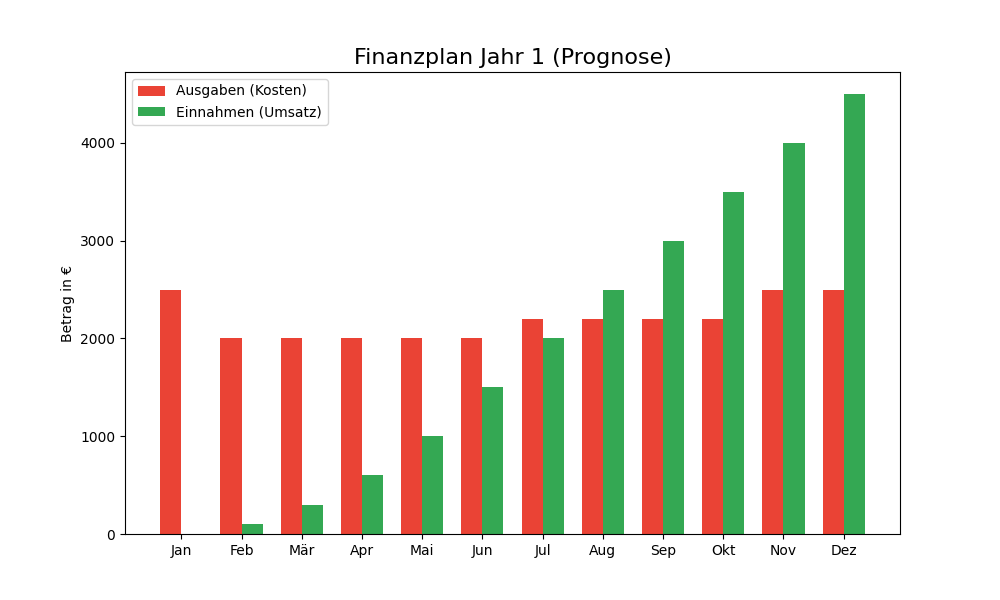 Finanzplan Jahr 1 (Prognose)
Ausgaben (Kosten)
Einnahmen (Umsatz)
Betrag in €
4000
3000
2000
1000
0
Jan Feb Mär Apr Mai Jun Jul Aug Sep Okt Nov Dez